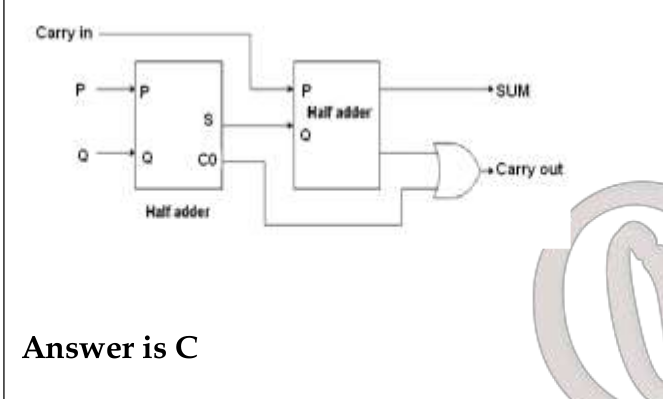 Carry in
P
P
P
SUM
Half adder
S
Q
Q
Q
C0
Carry out
Half adder
Answer is C